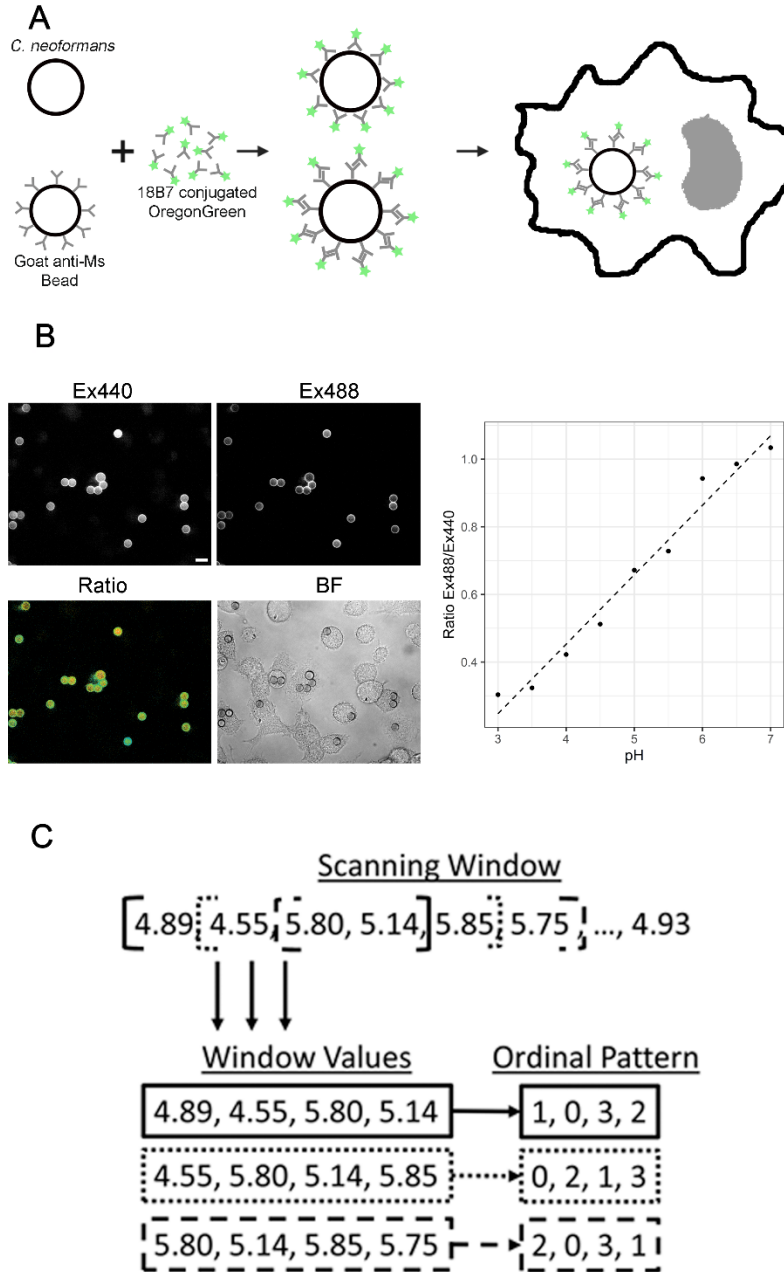 A
C. neoformans
+
18B7 conjugated
OregonGreen
Goat anti-Ms
Bead
B
Ex440
Ex488
Ratio
BF
Ratio Ex488/Ex440
1.0
0.8
0.6
0.4
3
4
5
6
7
pH
C
Scanning Window
[4.89, 4.55, 5.80, 5.14,] 5.85, 5.75, ..., 4.93
Window Values
Ordinal Pattern
4.89, 4.55, 5.80, 5.14
1, 0, 3, 2
4.55, 5.80, 5.14, 5.85
0, 2, 1, 3
5.80, 5.14, 5.85, 5.75
2, 0, 3, 1